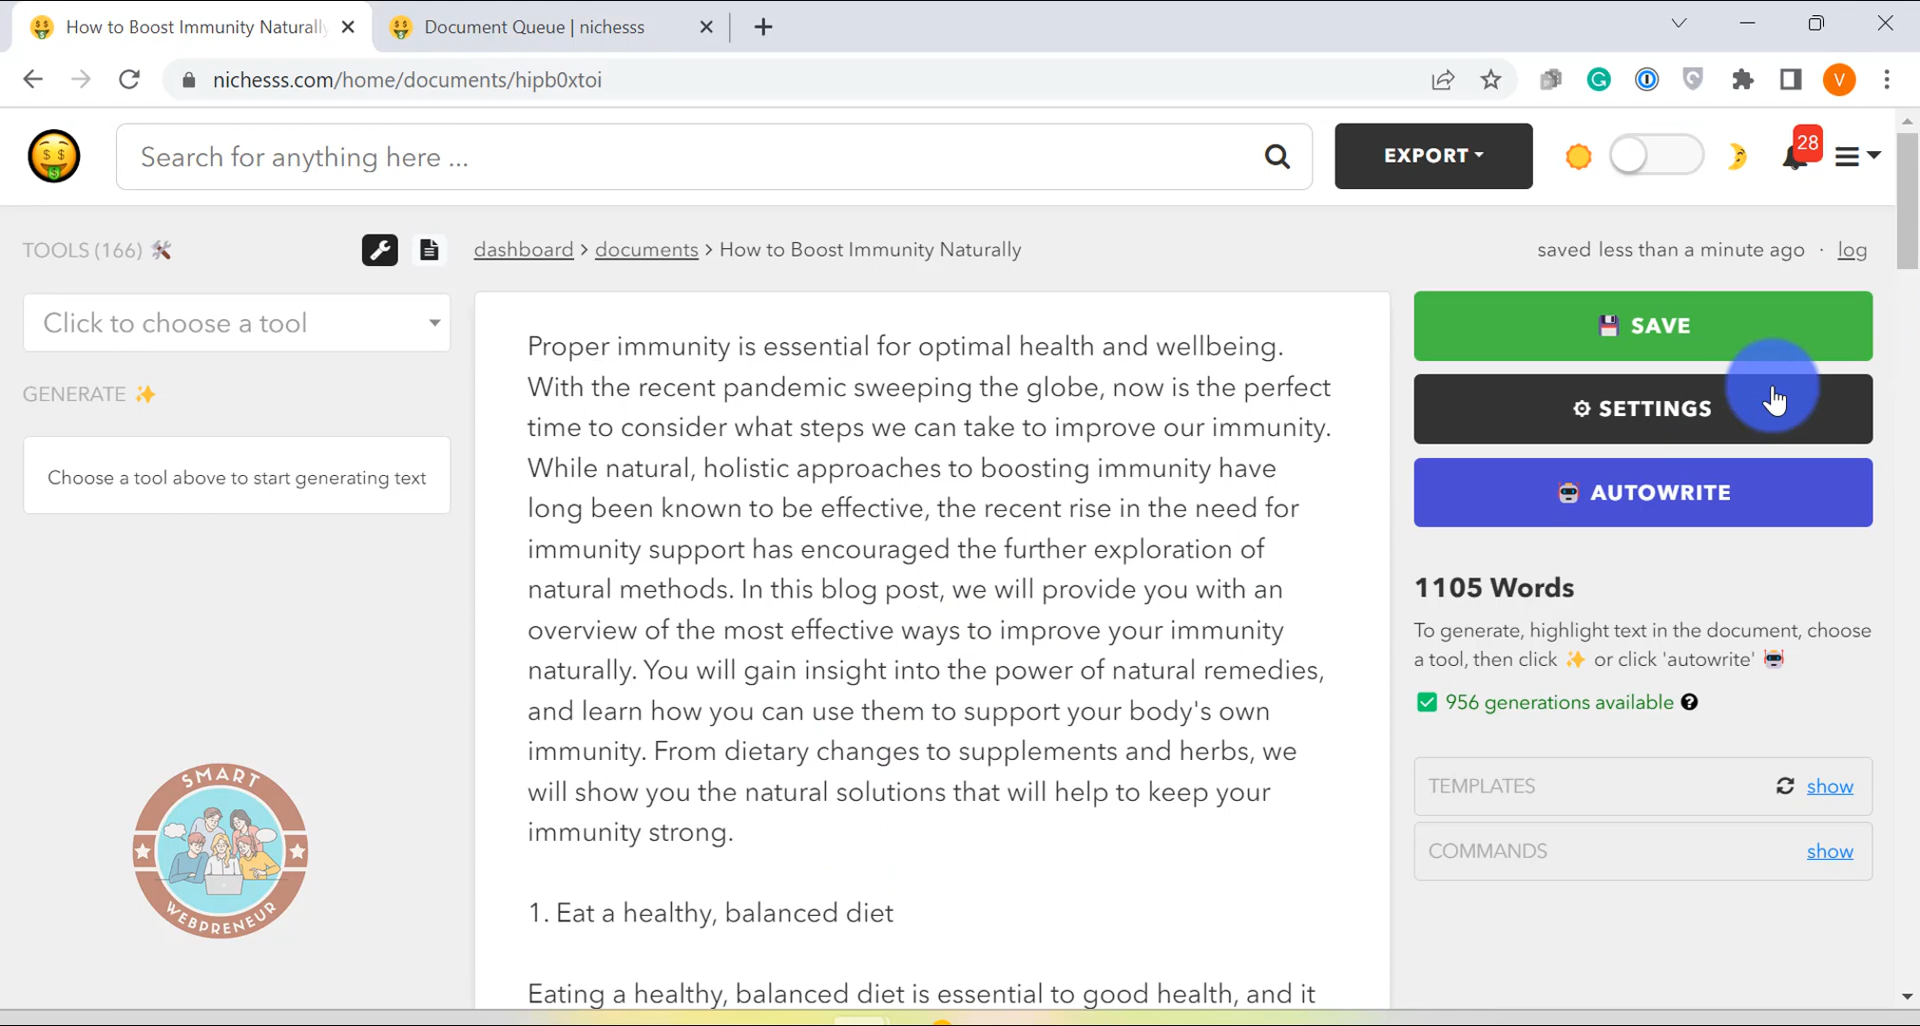 How to Boost Immunity Naturally
Document Queue | nichesss
nichesss.com/home/documents/hipb0xtoi
V
Search for anything here ...
EXPORT
28
TOOLS (166)
dashboard > documents > How to Boost Immunity Naturally
saved less than a minute ago · log
Click to choose a tool
GENERATE
Choose a tool above to start generating text
Proper immunity is essential for optimal health and wellbeing.
With the recent pandemic sweeping the globe, now is the perfect
time to consider what steps we can take to improve our immunity.
While natural, holistic approaches to boosting immunity have
long been known to be effective, the recent rise in the need for
immunity support has encouraged the further exploration of
natural methods. In this blog post, we will provide you with an
overview of the most effective ways to improve your immunity
naturally. You will gain insight into the power of natural remedies,
and learn how you can use them to support your body's own
immunity. From dietary changes to supplements and herbs, we
will show you the natural solutions that will help to keep your
immunity strong.
1. Eat a healthy, balanced diet
Eating a healthy, balanced diet is essential to good health, and it
SAVE
SETTINGS
AUTOWRITE
1105 Words
To generate, highlight text in the document, choose
a tool, then click ✨ or click 'autowrite'
956 generations available
TEMPLATES show
COMMANDS show
SMART
WEBPRENEUR